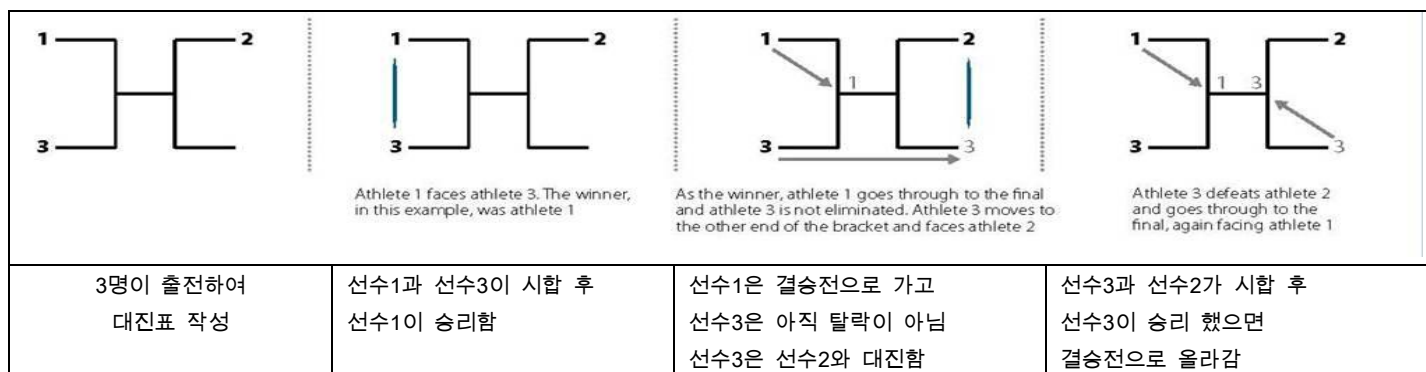 1 2
3
1 2
3
1 2
1
3 3
1 2
1 3
3 3
Athlete 1 faces athlete 3. The winner,
in this example, was athlete 1
As the winner, athlete 1 goes through to the final
and athlete 3 is not eliminated. Athlete 3 moves to
the other end of the bracket and faces athlete 2
Athlete 3 defeats athlete 2
and goes through to the
final, again facing athlete 1
3명이 출전하여
대진표 작성
선수1과 선수3이 시합 후
선수1이 승리함
선수1은 결승전으로 가고
선수3은 아직 탈락이 아님
선수3은 선수2와 대진함
선수3과 선수2가 시합 후
선수3이 승리 했으면
결승전으로 올라감